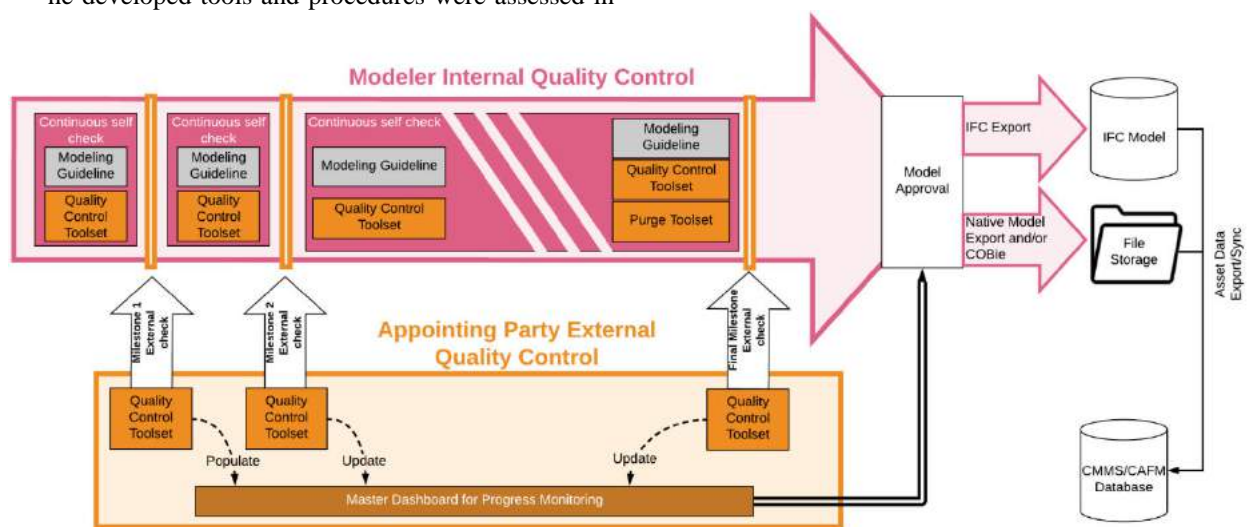 ne developed tools and procedures were assessed in
Modeler Internal Quality Control
Continuous self
check
Modeling
Guideline
Quality
Control
Toolset
Continuous self
check
Modeling
Guideline
Quality
Control
Toolset
Continuous self check
Modeling Guideline
Quality Control
Toolset
Modeling
Guideline
Quality Control
Toolset
Purge Toolset
Model
Approval
IFC Export
IFC Model
Native Model
Export and/or
COBie
File
Storage
Asset Data
Export/Sync
Milestone 1
External
check
Milestone 2
External
check
Final Milestone
External
check
Appointing Party External
Quality Control
Quality
Control
Toolset
Quality
Control
Toolset
Quality
Control
Toolset
Populate
Update
Update
Master Dashboard for Progress Monitoring
CMMS/CAFM
Database